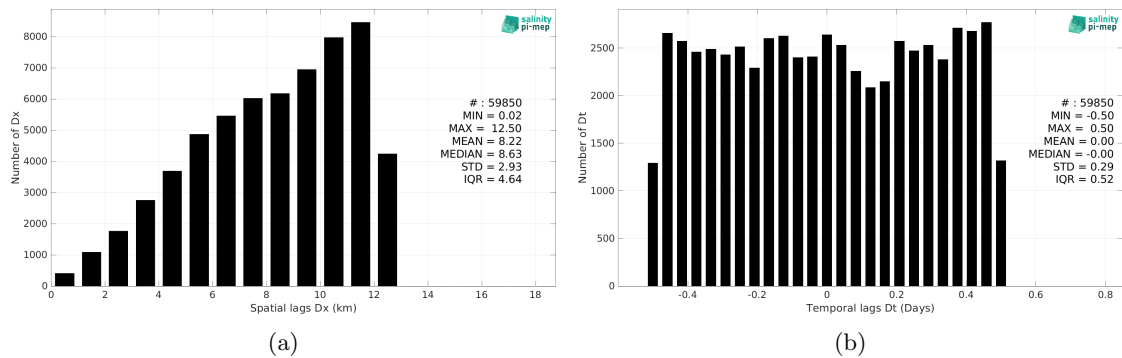 salinity
pi-mep
8000
7000
6000
5000
4000
3000
2000
1000
0
Number of Dx
# : 59850
MIN = 0.02
MAX = 12.50
MEAN = 8.22
MEDIAN = 8.63
STD = 2.93
IQR = 4.64
0 2 4 6 8 10 12 14 16 18
Spatial lags Dx (km)
(a)
salinity
pi-mep
2500
2000
1500
1000
500
0
Number of Dt
# : 59850
MIN = -0.50
MAX = 0.50
MEAN = 0.00
MEDIAN = -0.00
STD = 0.29
IQR = 0.52
-0.4 -0.2 0 0.2 0.4 0.6 0.8
Temporal lags Dt (Days)
(b)